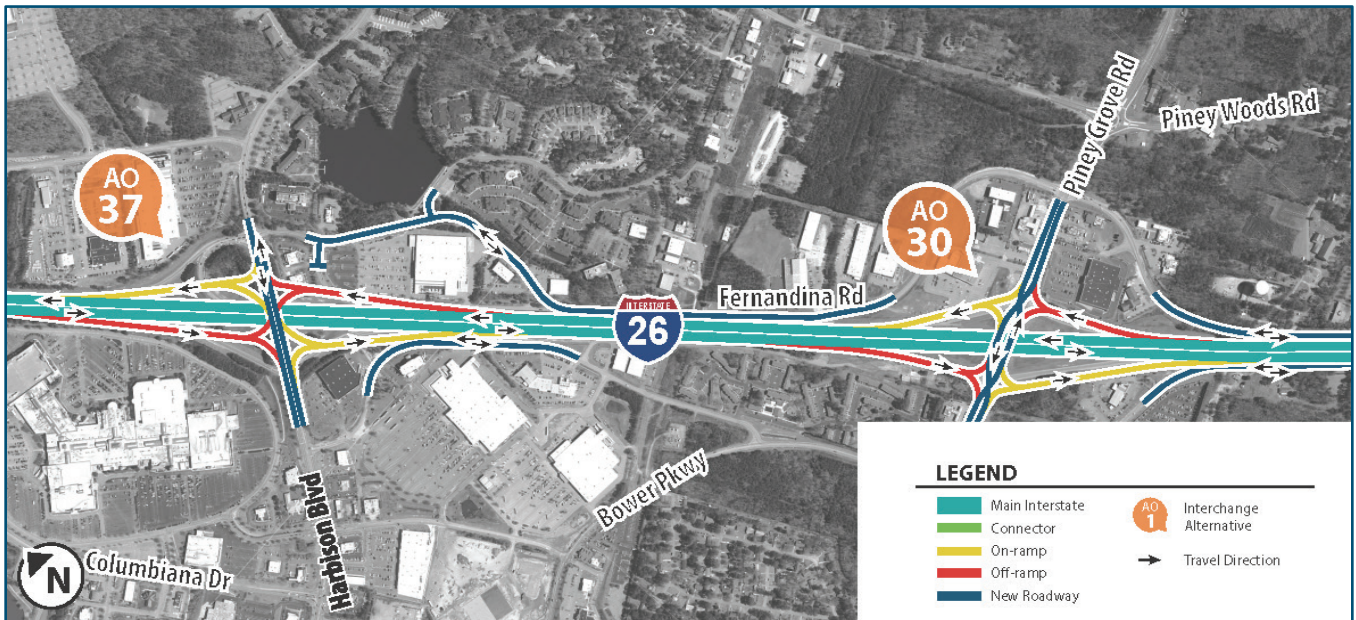 Piney Grove Rd
Piney Woods Rd
AO
37
AO
30
Fernandina Rd
INTERSTATE
26
Bower Pkwy
Harbison Blvd
Columbiana Dr
N
LEGEND
Main Interstate
Connector
On-ramp
Off-ramp
New Roadway
AO
1
Interchange
Alternative
Travel Direction